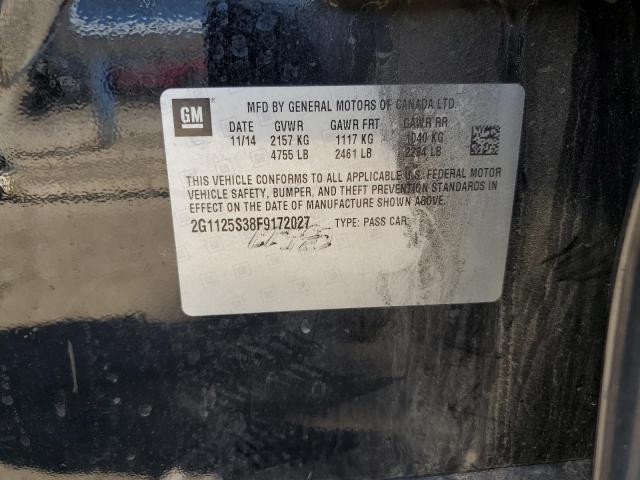 GM
MFD BY GENERAL MOTORS OF CANADA LTD.
DATE GVWR GAWR FRT GAWR RR
11/14 2157 KG 1117 KG 1040 KG
4755 LB 2461 LB 2294 LB
THIS VEHICLE CONFORMS TO ALL APPLICABLE U.S. FEDERAL MOTOR
VEHICLE SAFETY, BUMPER, AND THEFT PREVENTION STANDARDS IN
EFFECT ON THE DATE OF MANUFACTURE SHOWN ABOVE.
2G1125S38F9172027 TYPE: PASS CAR